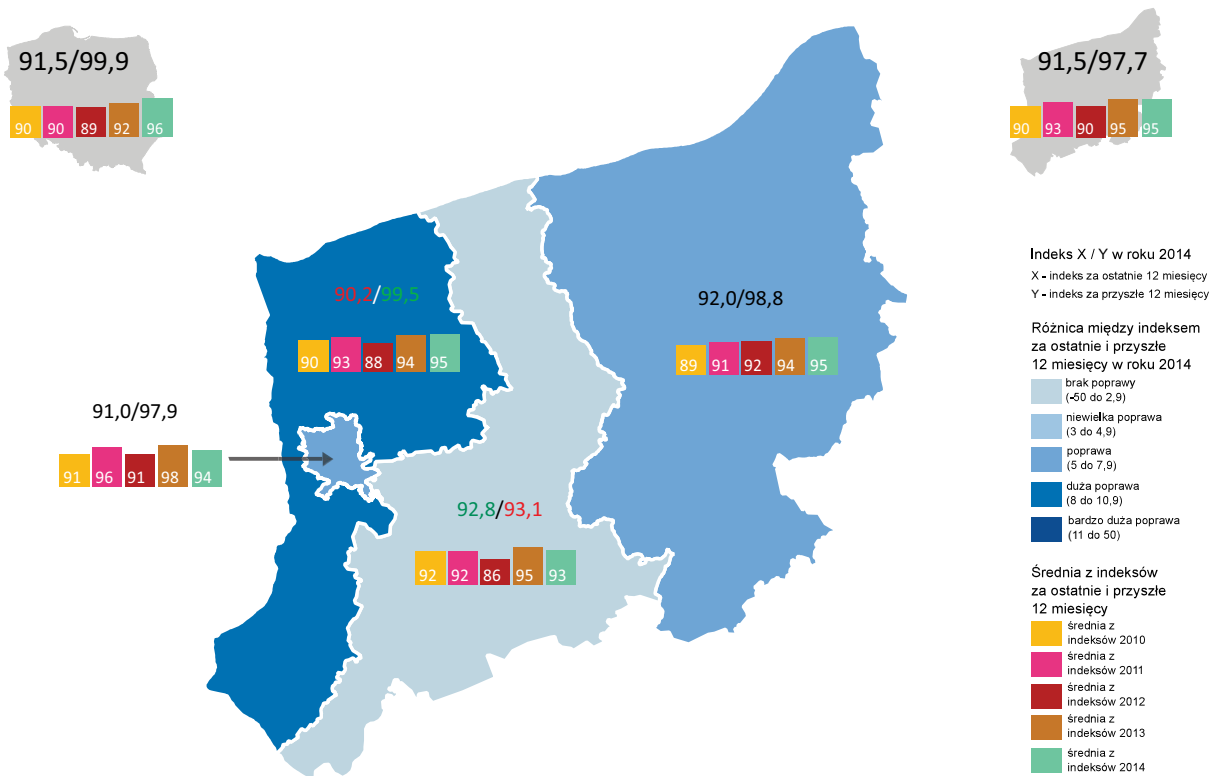 91,5/99,9
90 90 89 92 96
91,5/97,7
90 93 90 95 95
90,2/99,5
90 93 88 94 95
92,0/98,8
89 91 92 94 95
91,0/97,9
91 96 91 98 94
92,8/93,1
92 92 86 95 93
Indeks X / Y w roku 2014
X - indeks za ostatnie 12 miesięcy
Y - indeks za przyszłe 12 miesięcy
Różnica między indeksem
za ostatnie i przyszłe
12 miesięcy w roku 2014
brak poprawy
(-50 do 2,9)
niewielka poprawa
(3 do 4,9)
poprawa
(5 do 7,9)
duża poprawa
(8 do 10,9)
bardzo duża poprawa
(11 do 50)
Średnia z indeksów
za ostatnie i przyszłe
12 miesięcy
średnia z
indeksów 2010
średnia z
indeksów 2011
średnia z
indeksów 2012
średnia z
indeksów 2013
średnia z
indeksów 2014